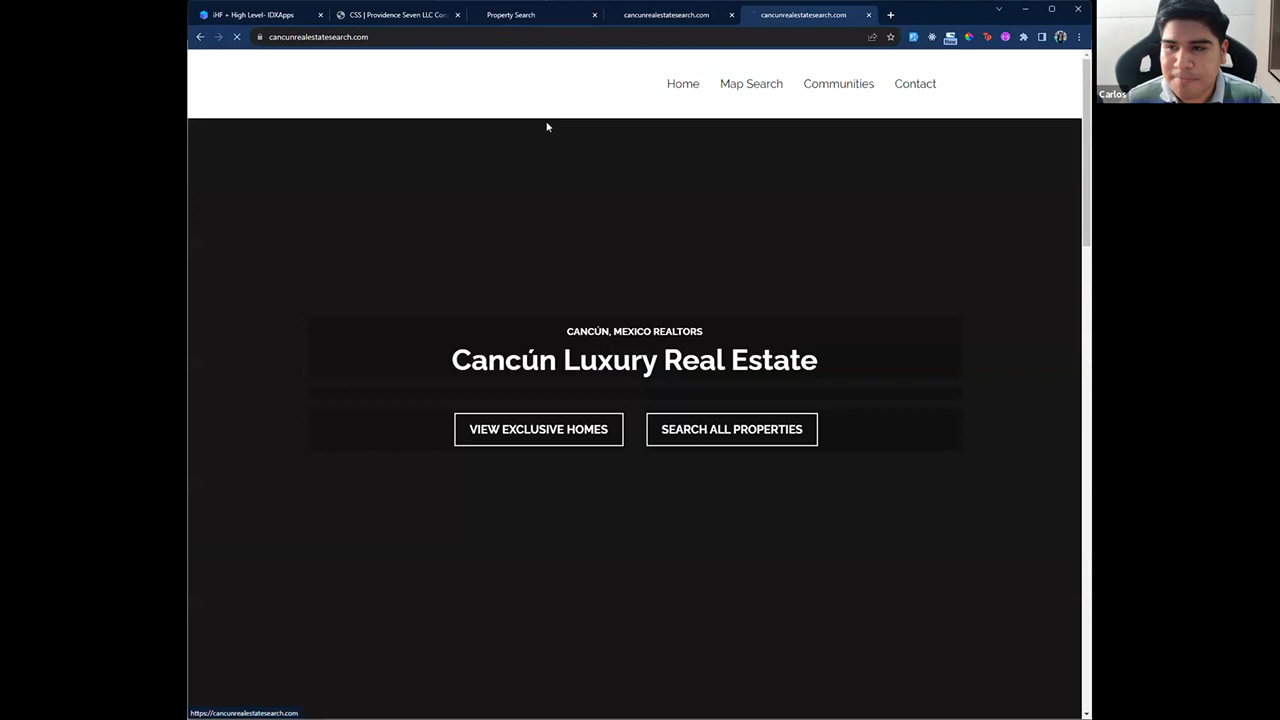 iHF + High Level- IDXApps
CSS | Providence Seven LLC Co
Property Search
cancunrealestatesearch.com
cancunrealestatesearch.com
cancunrealestatesearch.com
Carlos
Home
Map Search
Communities
Contact
CANCÚN, MEXICO REALTORS
Cancún Luxury Real Estate
VIEW EXCLUSIVE HOMES
SEARCH ALL PROPERTIES
https://cancunrealestatesearch.com